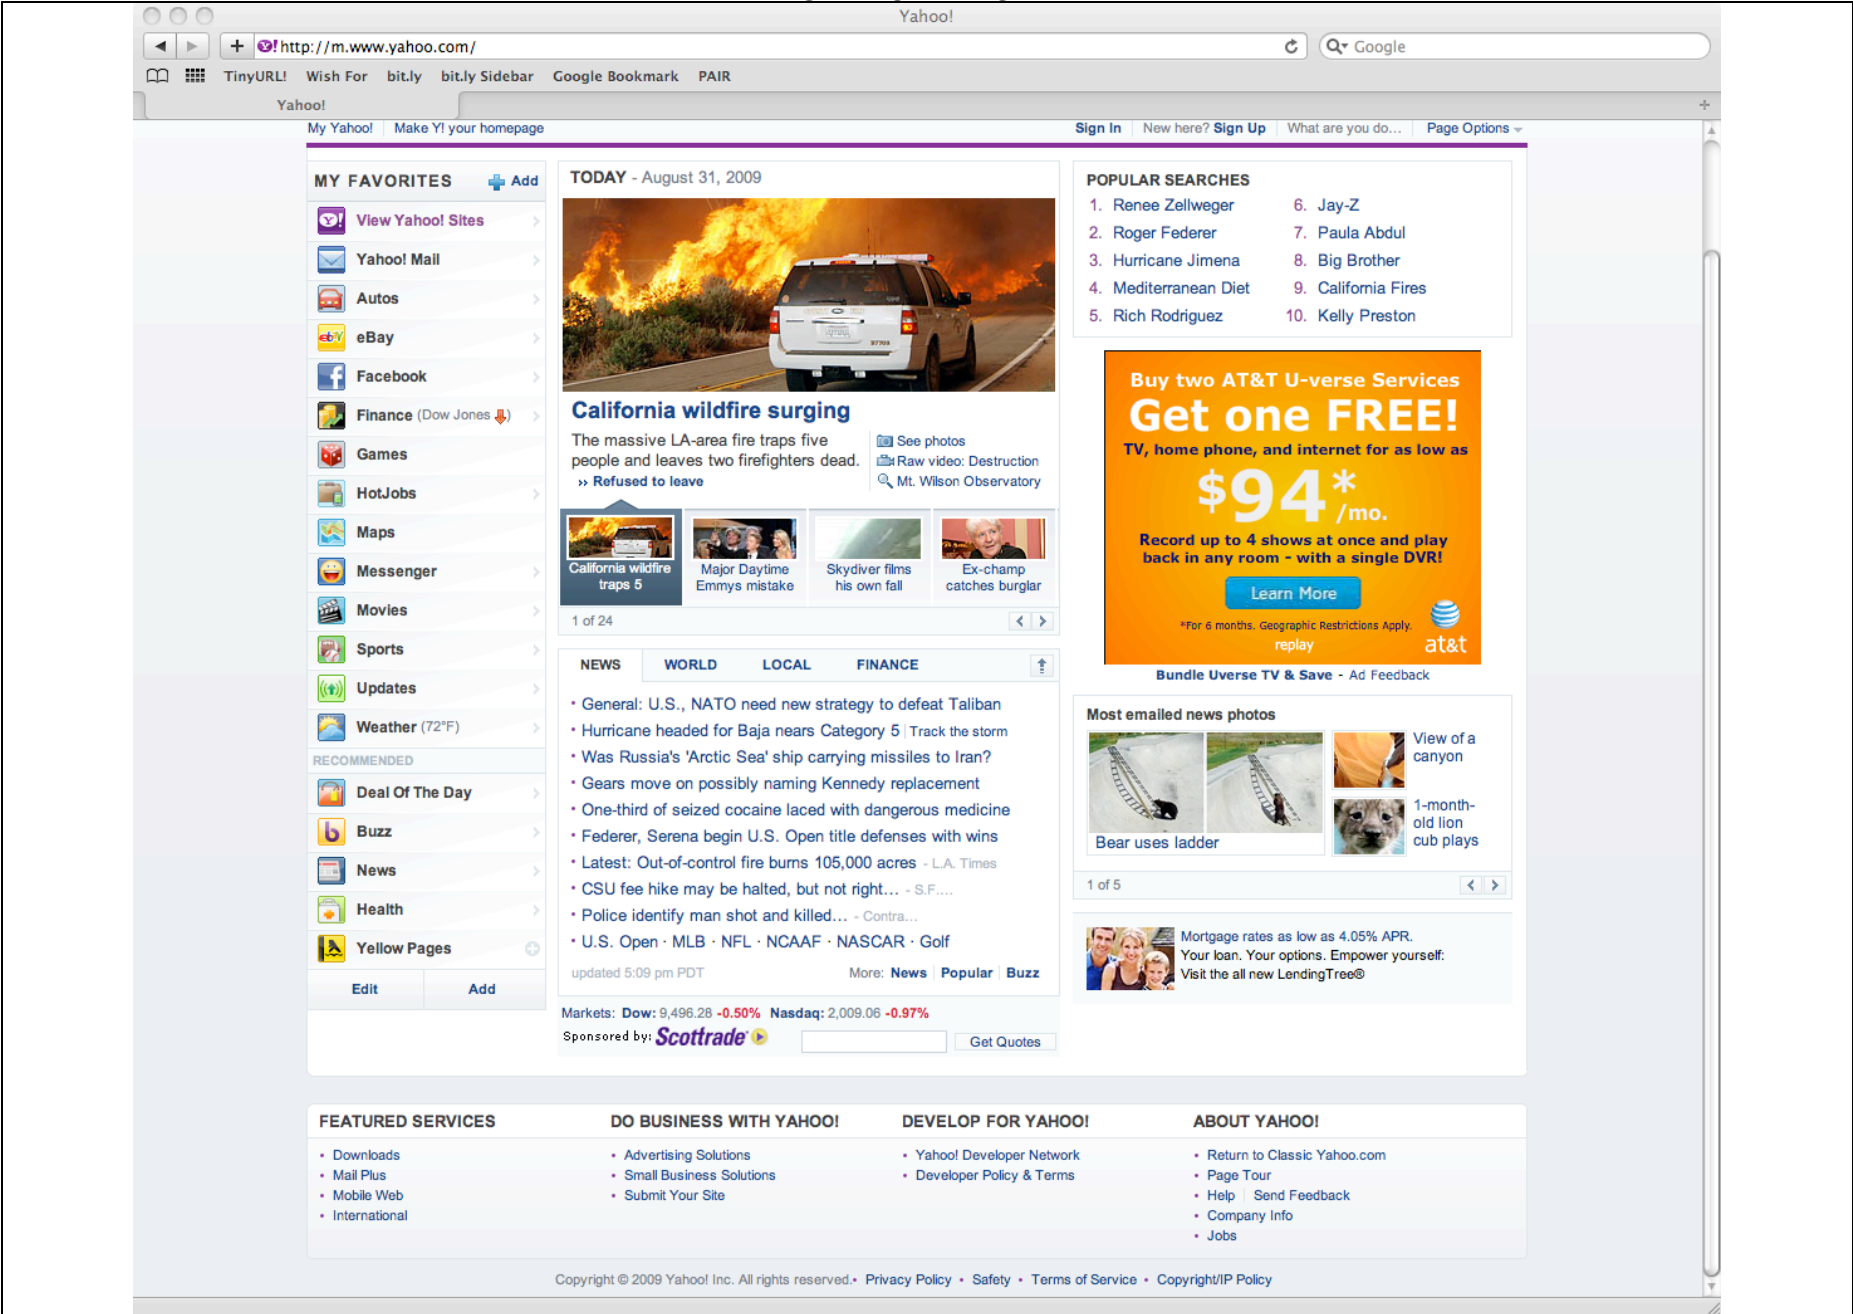 Yahoo!
http://m.www.yahoo.com/
Google
TinyURL! Wish For bit.ly bit.ly Sidebar Google Bookmark PAIR
Yahoo!
My Yahoo! Make Y! your homepage
Sign In New here? Sign Up What are you do... Page Options
MY FAVORITES Add
View Yahoo! Sites
Yahoo! Mail
Autos
eBay
Facebook
Finance (Dow Jones )
Games
HotJobs
Maps
Messenger
Movies
Sports
Updates
Weather (72°F)
RECOMMENDED
Deal Of The Day
Buzz
News
Health
Yellow Pages
Edit Add
TODAY - August 31, 2009
California wildfire surging
The massive LA-area fire traps five
people and leaves two firefighters dead.
›› Refused to leave
See photos
Raw video: Destruction
Mt. Wilson Observatory
California wildfire
traps 5
Major Daytime
Emmys mistake
Skydiver films
his own fall
Ex-champ
catches burglar
1 of 24
NEWS WORLD LOCAL FINANCE
• General: U.S., NATO need new strategy to defeat Taliban
• Hurricane headed for Baja nears Category 5 | Track the storm
• Was Russia's 'Arctic Sea' ship carrying missiles to Iran?
• Gears move on possibly naming Kennedy replacement
• One-third of seized cocaine laced with dangerous medicine
• Federer, Serena begin U.S. Open title defenses with wins
• Latest: Out-of-control fire burns 105,000 acres - L.A. Times
• CSU fee hike may be halted, but not right... - S.F....
• Police identify man shot and killed... - Contra...
• U.S. Open · MLB · NFL · NCAAF · NASCAR · Golf
updated 5:09 pm PDT More: News | Popular | Buzz
Markets: Dow: 9,496.28 -0.50% Nasdaq: 2,009.06 -0.97%
Sponsored by: Scottrade
Get Quotes
POPULAR SEARCHES
1. Renee Zellweger
2. Roger Federer
3. Hurricane Jimena
4. Mediterranean Diet
5. Rich Rodriguez
6. Jay-Z
7. Paula Abdul
8. Big Brother
9. California Fires
10. Kelly Preston
Buy two AT&T U-verse Services
Get one FREE!
TV, home phone, and internet for as low as
$94*
/mo.
Record up to 4 shows at once and play
back in any room - with a single DVR!
Learn More
*For 6 months. Geographic Restrictions Apply.
replay
at&t
Bundle Uverse TV & Save - Ad Feedback
Most emailed news photos
Bear uses ladder
View of a
canyon
1-month-
old lion
cub plays
1 of 5
Mortgage rates as low as 4.05% APR.
Your loan. Your options. Empower yourself:
Visit the all new LendingTree®
FEATURED SERVICES
• Downloads
• Mail Plus
• Mobile Web
• International
DO BUSINESS WITH YAHOO!
• Advertising Solutions
• Small Business Solutions
• Submit Your Site
DEVELOP FOR YAHOO!
• Yahoo! Developer Network
• Developer Policy & Terms
ABOUT YAHOO!
• Return to Classic Yahoo.com
• Page Tour
• Help | Send Feedback
• Company Info
• Jobs
Copyright © 2009 Yahoo! Inc. All rights reserved.• Privacy Policy • Safety • Terms of Service • Copyright/IP Policy